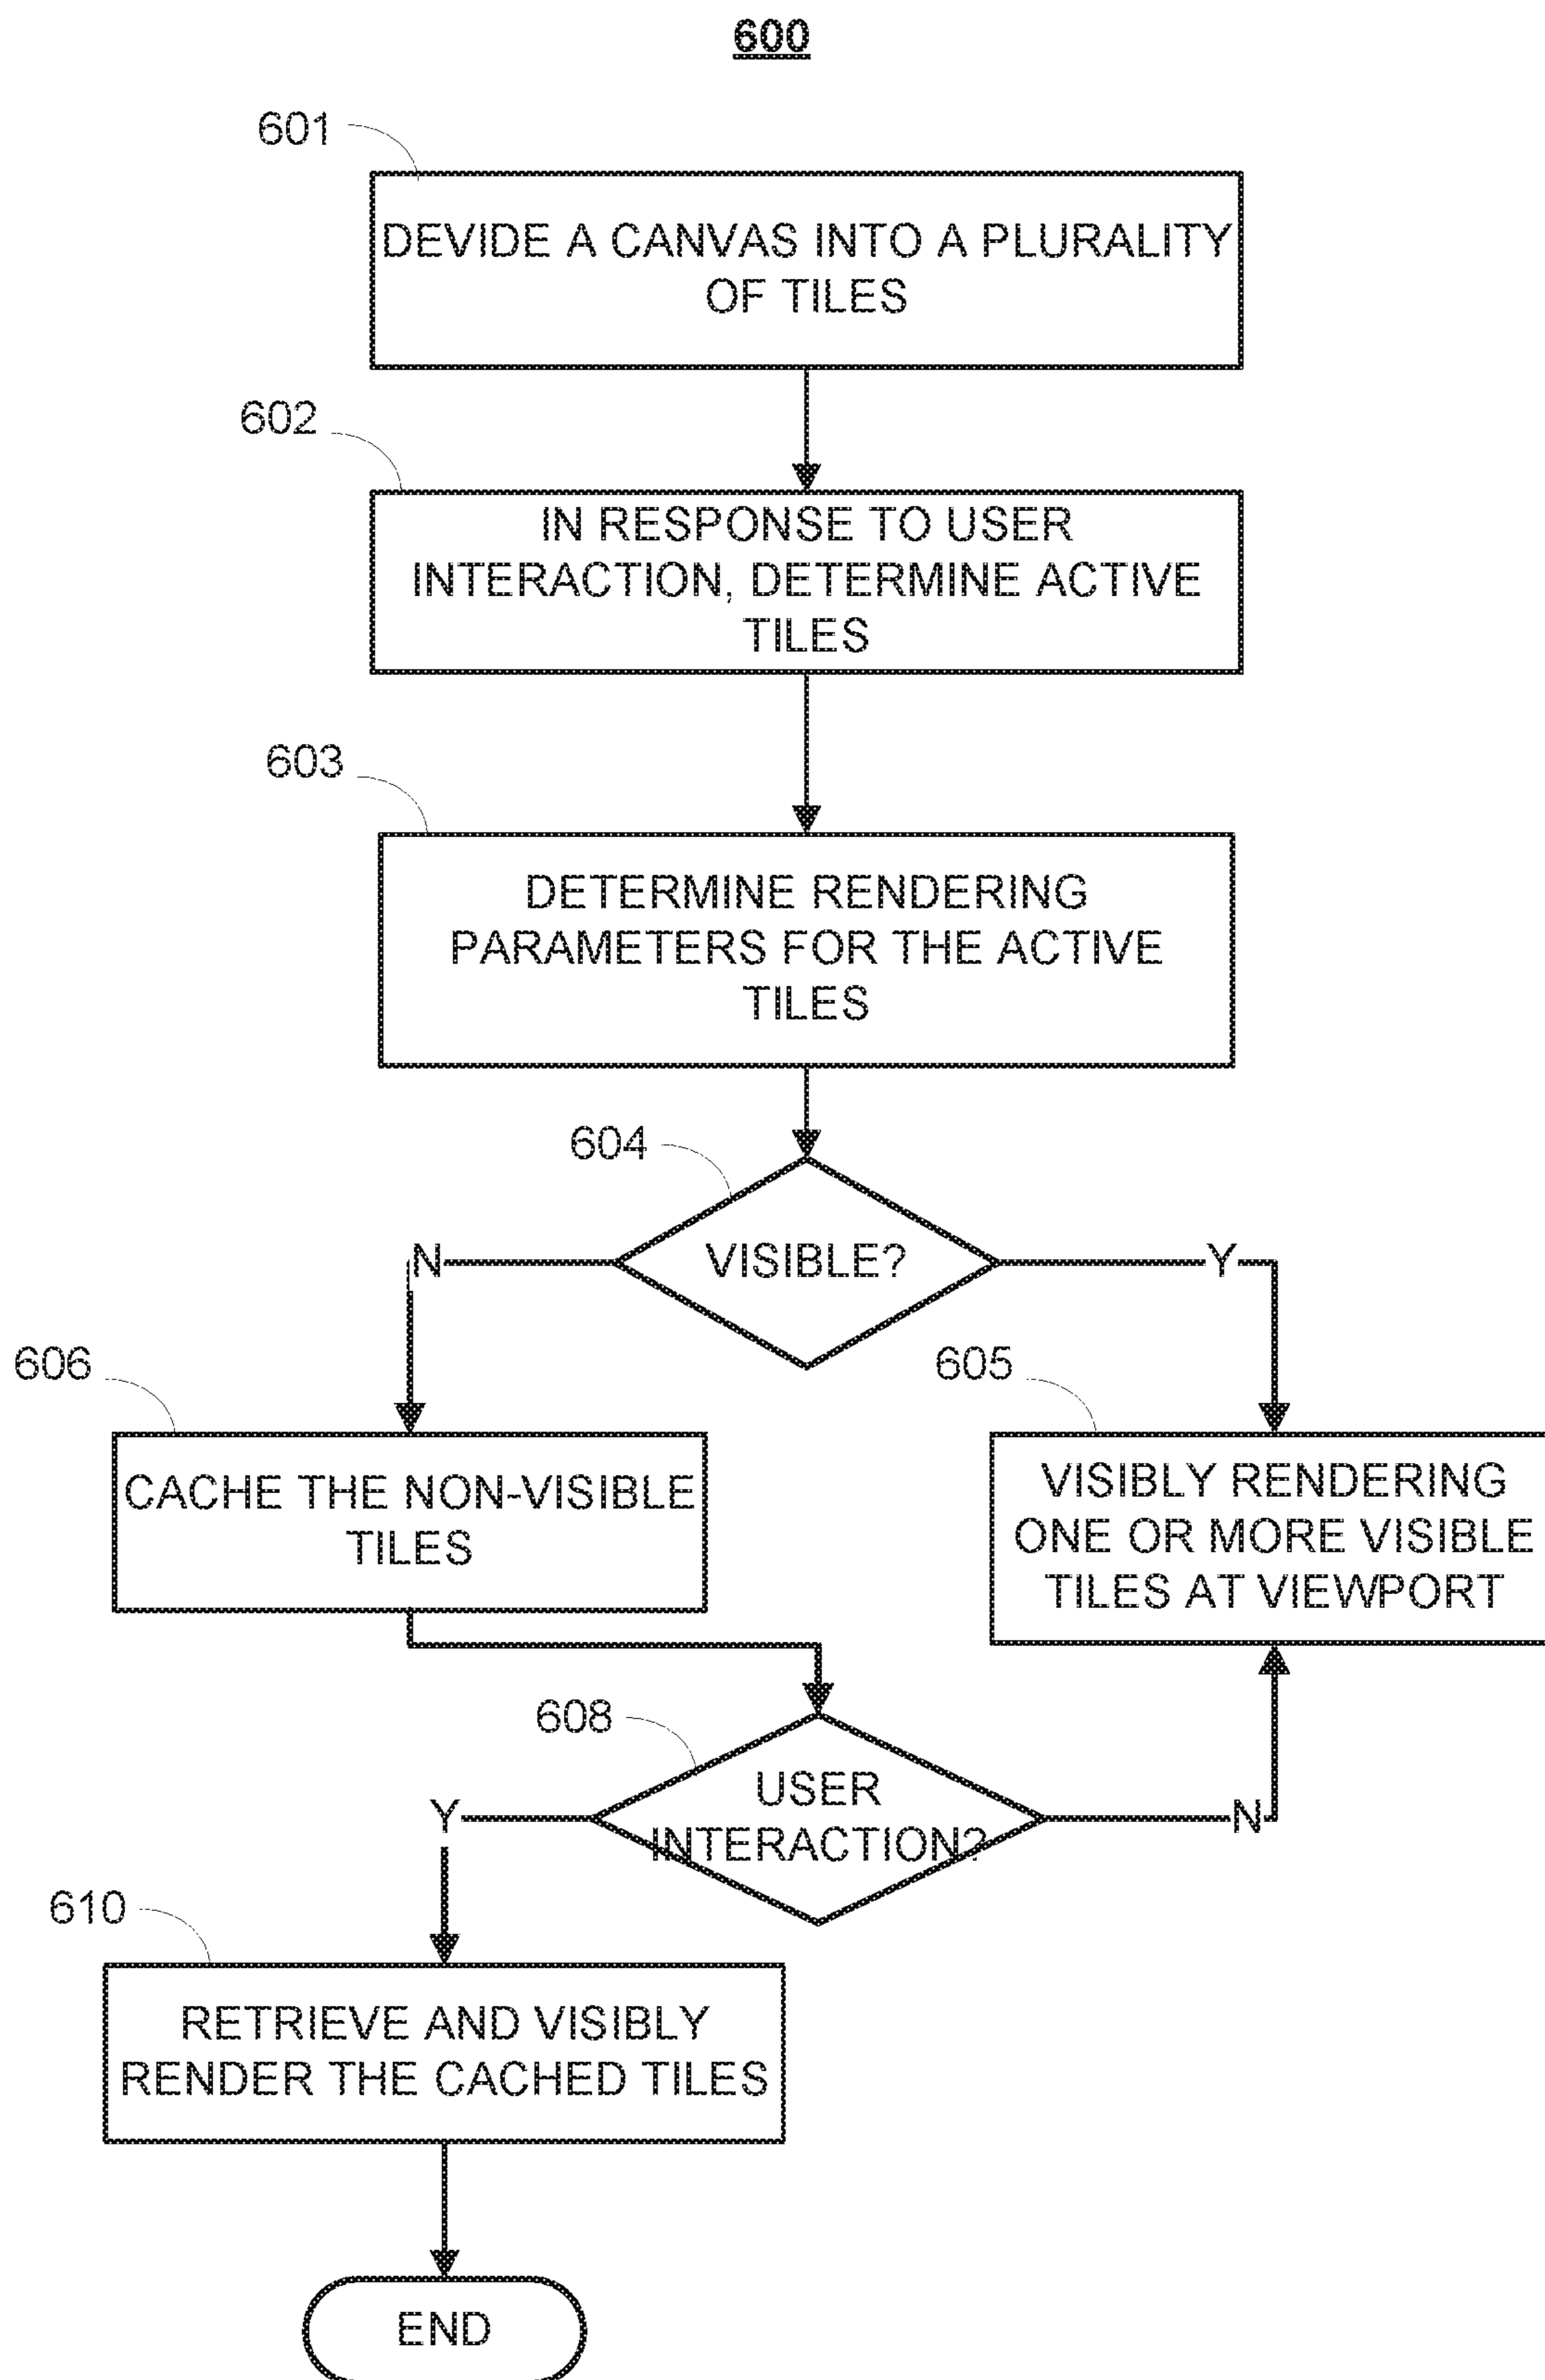 600
601
DEVIDE A CANVAS INTO A PLURALITY
OF TILES
602
IN RESPONSE TO USER
INTERACTION, DETERMINE ACTIVE
TILES
603
DETERMINE RENDERING
PARAMETERS FOR THE ACTIVE
TILES
604
VISIBLE?
N
Y
606
CACHE THE NON-VISIBLE
TILES
605
VISIBLY RENDERING
ONE OR MORE VISIBLE
TILES AT VIEWPORT
608
USER
INTERACTION?
Y
N
610
RETRIEVE AND VISIBLY
RENDER THE CACHED TILES
END